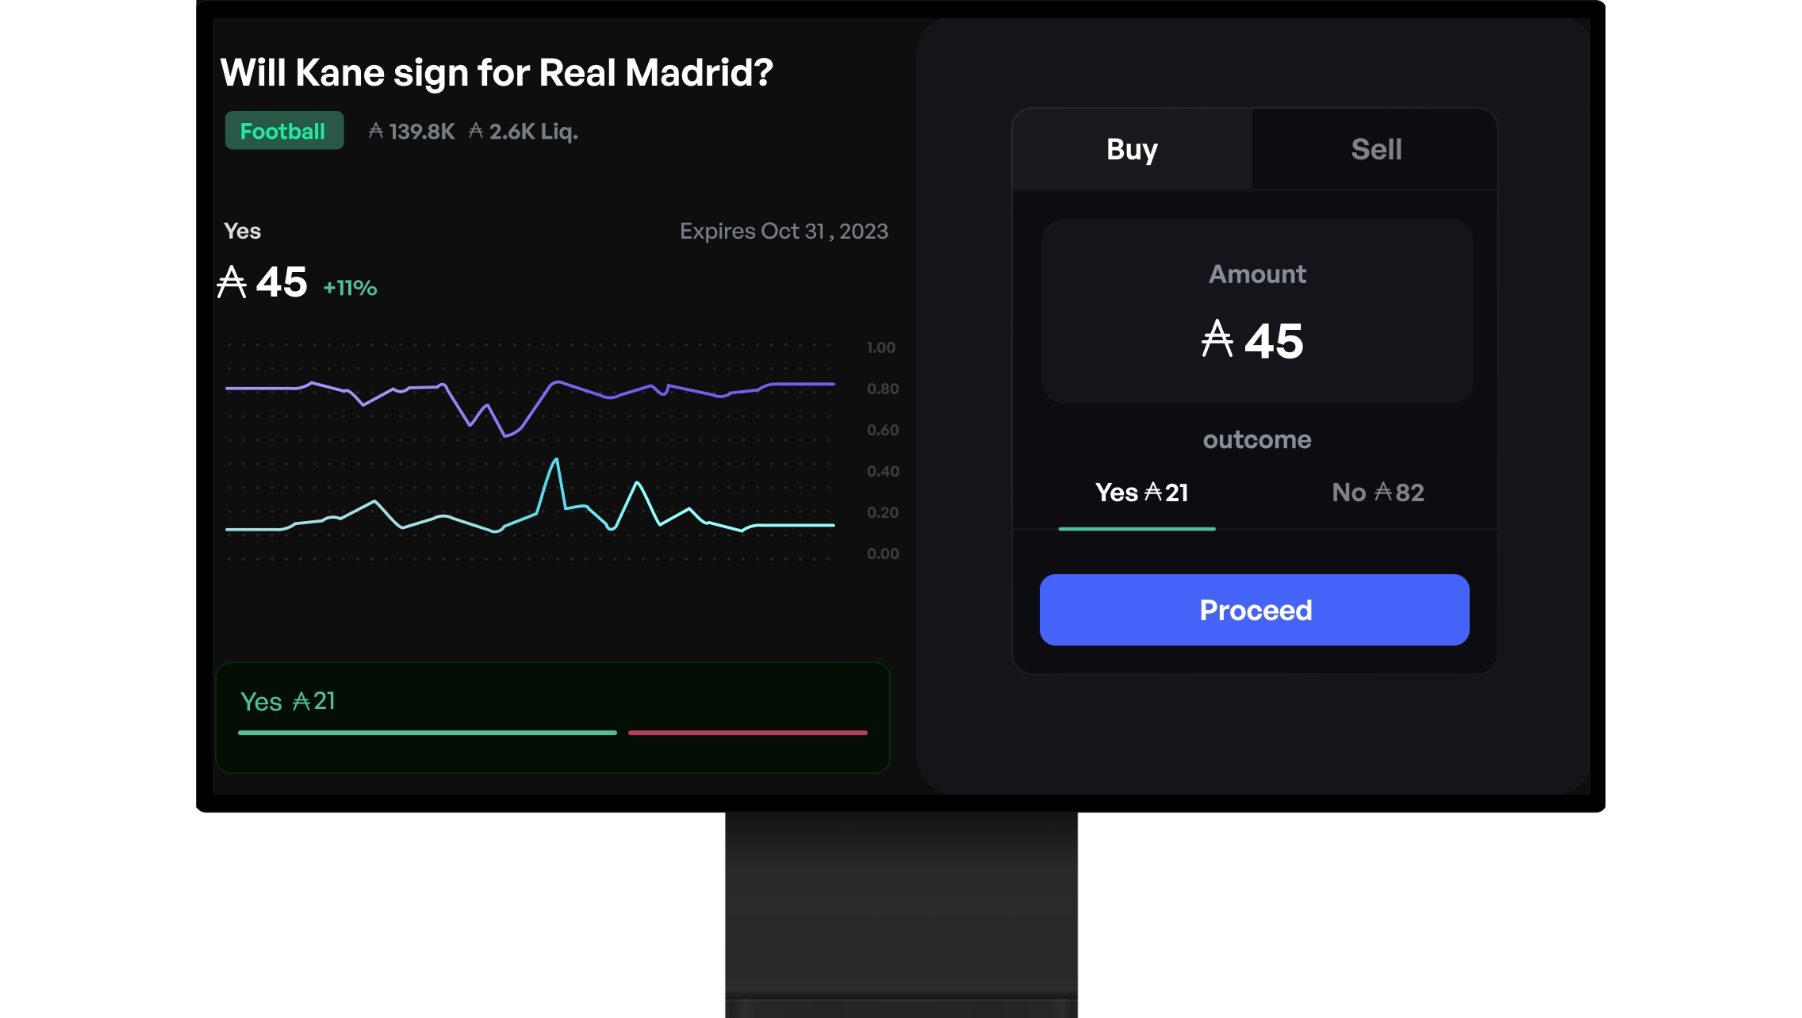 Will Kane sign for Real Madrid?
Football ₳ 139.8K ₳ 2.6K Liq.
Yes
Expires Oct 31 , 2023
₳ 45 +11%
1.00
0.80
0.60
0.40
0.20
0.00
Yes ₳21
Buy
Sell
Amount
₳ 45
outcome
Yes ₳21
No ₳82
Proceed